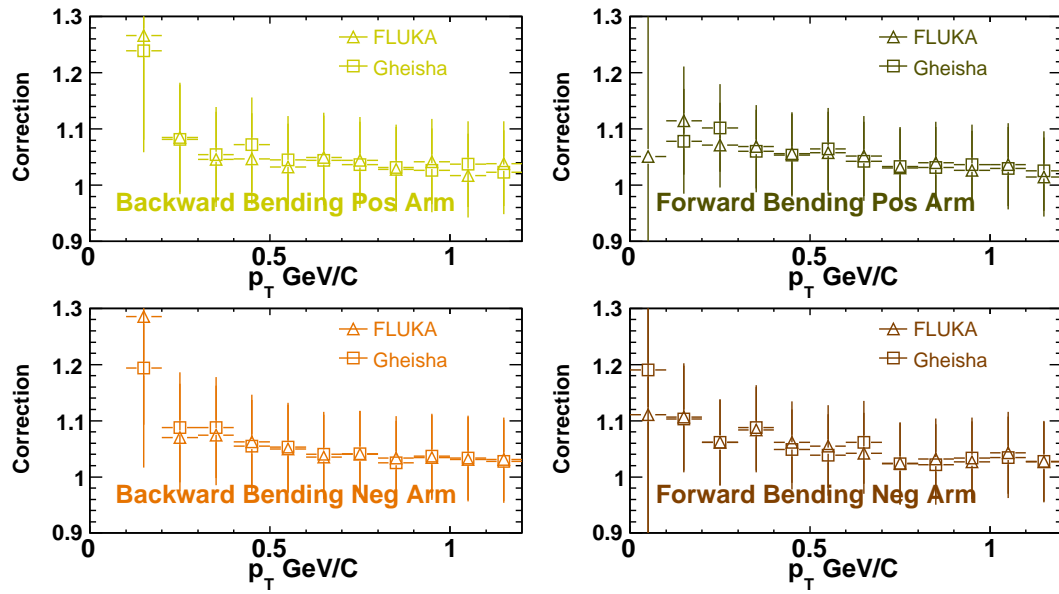 1.3
1.2
1.1
1
0.9
Correction
FLUKA
Gheisha
Backward Bending Pos Arm
0 0.5 1
p_T GeV/C
1.3
1.2
1.1
1
0.9
Correction
FLUKA
Gheisha
Forward Bending Pos Arm
0 0.5 1
p_T GeV/C
1.3
1.2
1.1
1
0.9
Correction
FLUKA
Gheisha
Backward Bending Neg Arm
0 0.5 1
p_T GeV/C
1.3
1.2
1.1
1
0.9
Correction
FLUKA
Gheisha
Forward Bending Neg Arm
0 0.5 1
p_T GeV/C